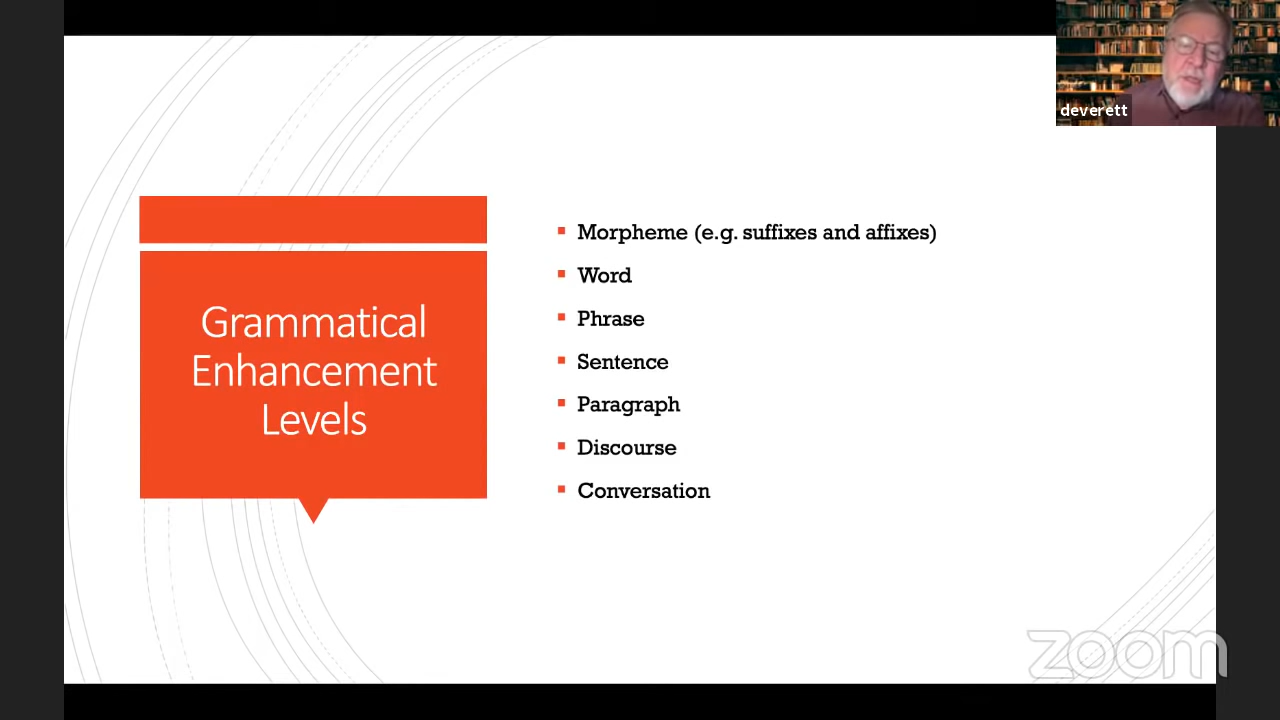 deverett
Grammatical
Enhancement
Levels
Morpheme (e.g. suffixes and affixes)
Word
Phrase
Sentence
Paragraph
Discourse
Conversation
zoom